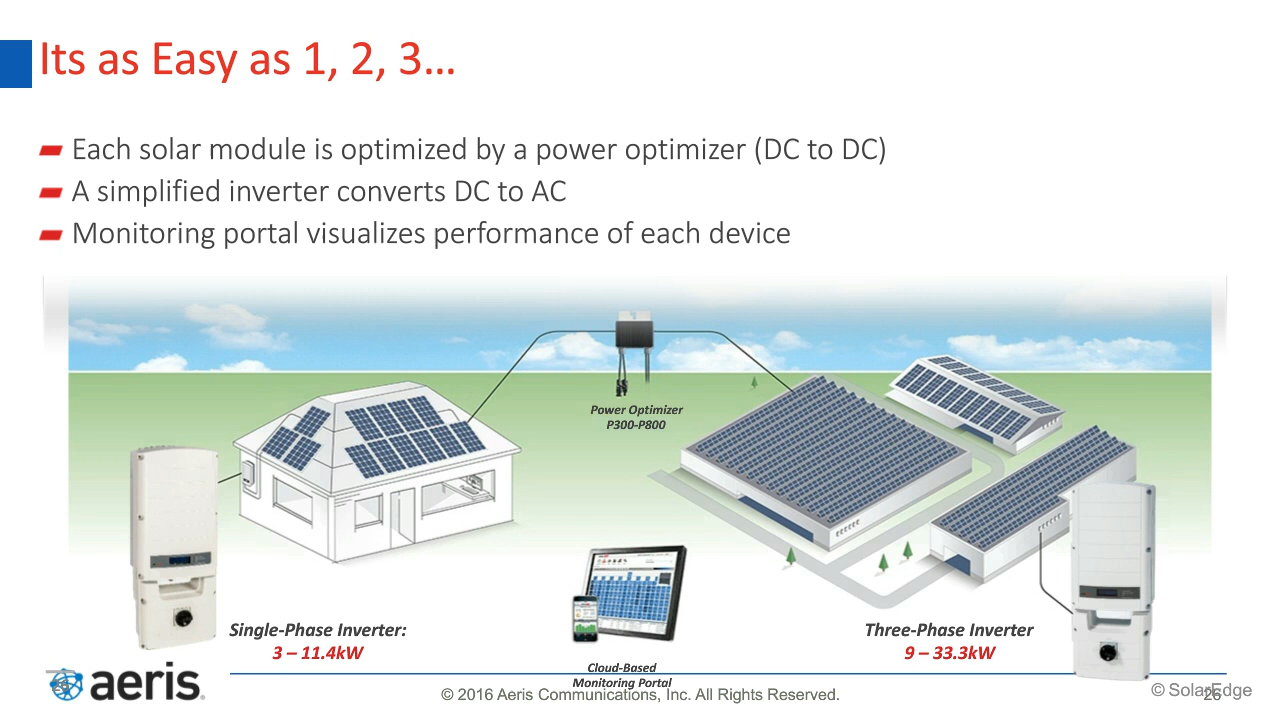 Its as Easy as 1, 2, 3…
Each solar module is optimized by a power optimizer (DC to DC)
A simplified inverter converts DC to AC
Monitoring portal visualizes performance of each device
Power Optimizer
P300-P800
Single-Phase Inverter:
3 – 11.4kW
Three-Phase Inverter
9 – 33.3kW
Cloud-Based
Monitoring Portal
aeris
© 2016 Aeris Communications, Inc. All Rights Reserved.
© SolarEdge
26